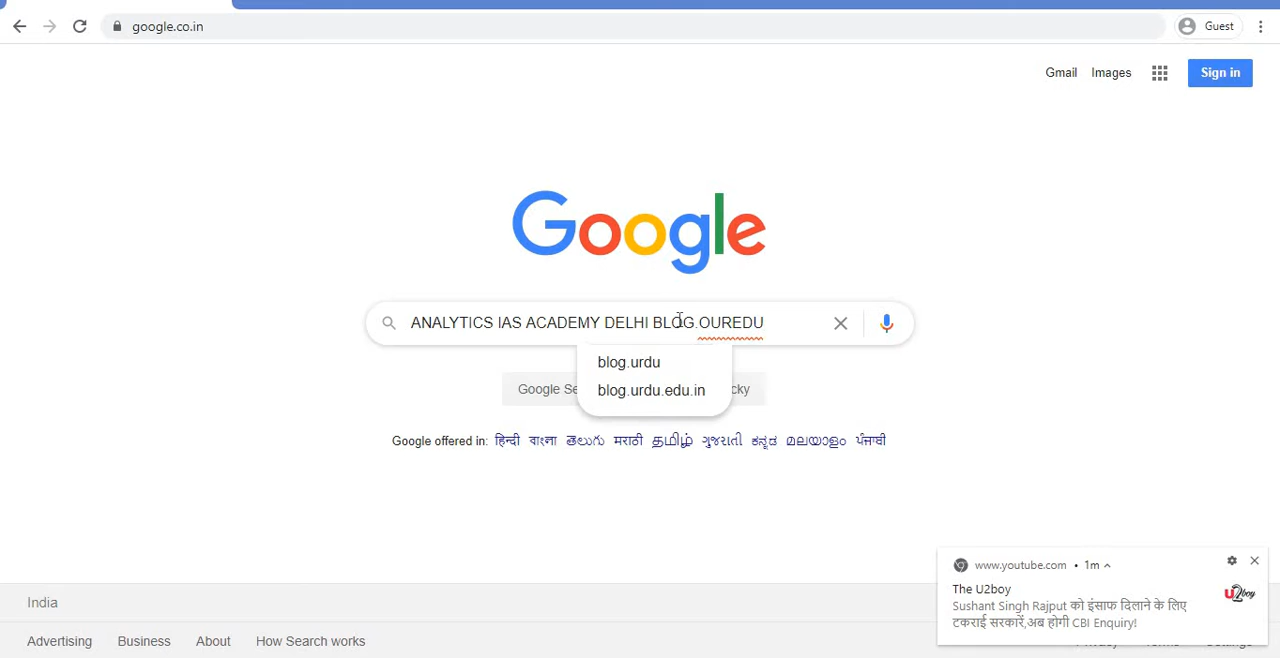 google.co.in
Guest
Gmail Images Sign in
Google
ANALYTICS IAS ACADEMY DELHI BLOG.OUREDU
blog.urdu
blog.urdu.edu.in
Google Se
cky
Google offered in: हिन्दी বাংলা తెలుగు मराठी தமிழ் ગુજરાતી ಕನ್ನಡ മലയാളം ਪੰਜਾਬੀ
www.youtube.com • 1m
The U2boy
Sushant Singh Rajput को इंसाफ दिलाने के लिए
टकराई सरकारें,अब होगी CBI Enquiry!
u2boy
India
Advertising Business About How Search works